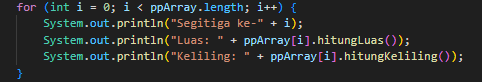 for (int i = 0; i < ppArray.length; i++) {
    System.out.println("Segitiga ke-" + i);
    System.out.println("Luas: " + ppArray[i].hitungLuas());
    System.out.println("Keliling: " + ppArray[i].hitungKeliling());
}